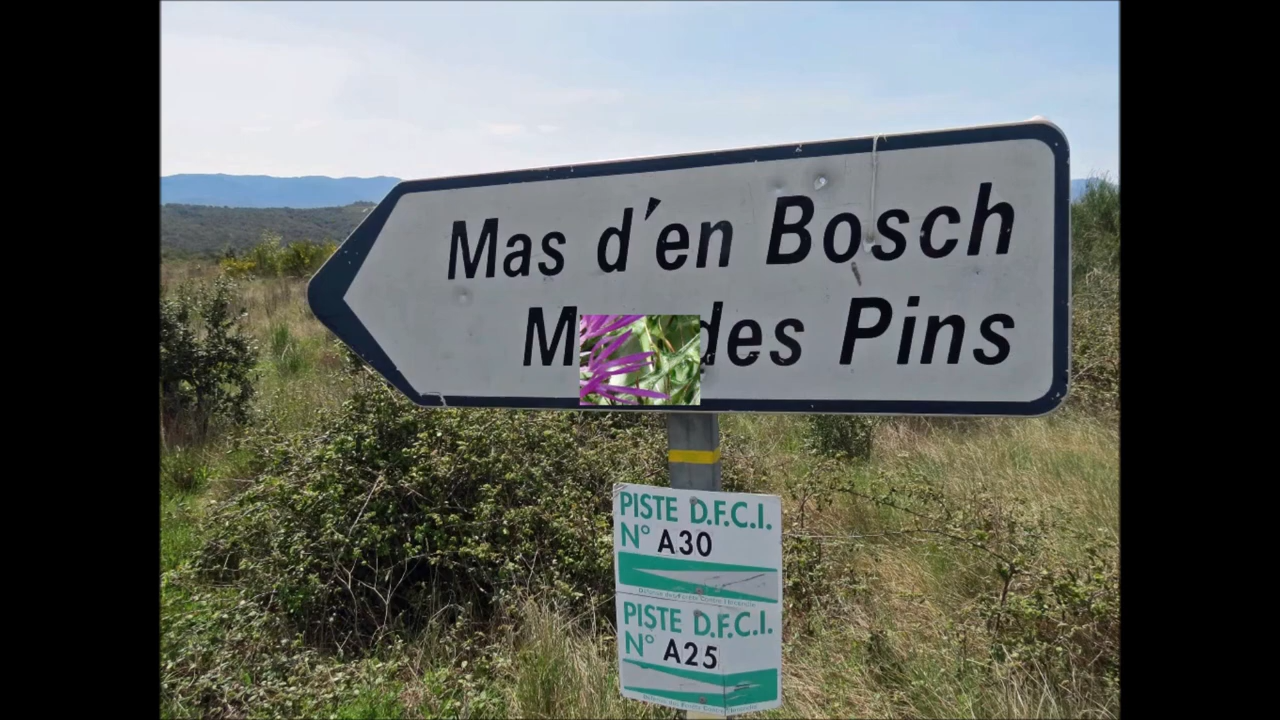 Mas d'en Bosch
des Pins
PISTE D.F.C.I.
N° A30
PISTE D.F.C.I.
N° A25